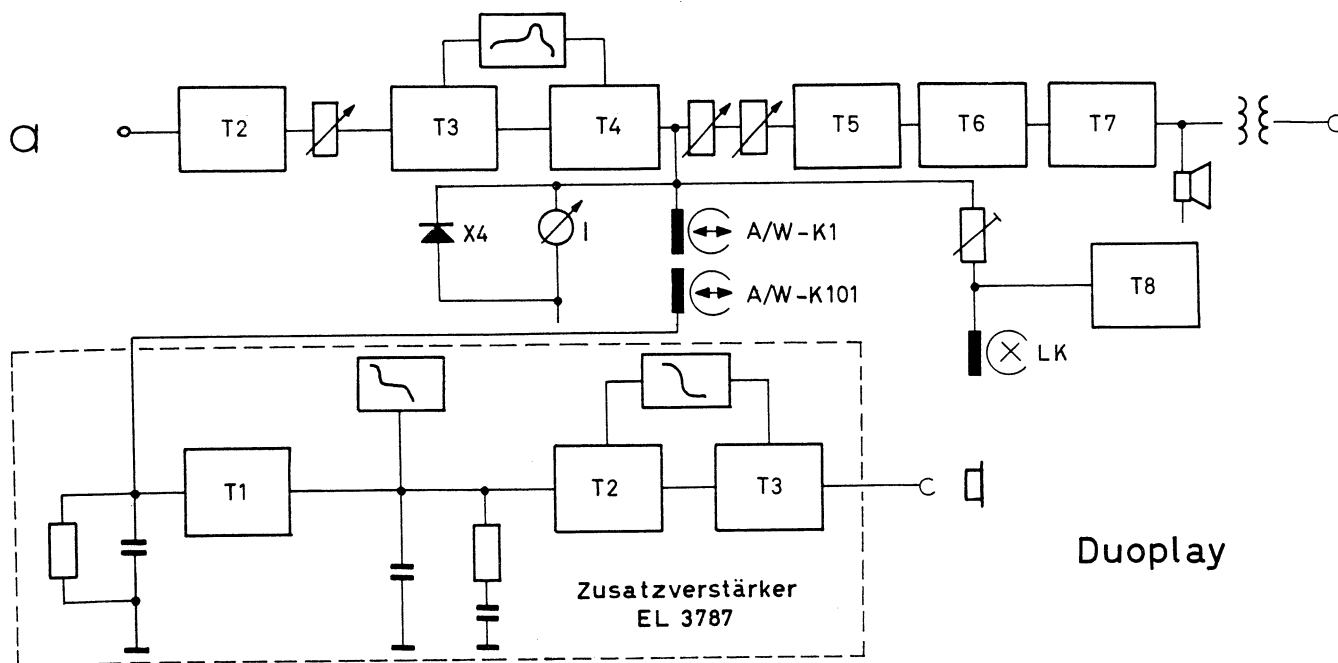 T2
T3
T4
T5
T6
T7
X4
I
A/W-K1
A/W-K101
T8
LK
T1
T2
T3
Zusatzverstärker
EL 3787
Duoplay